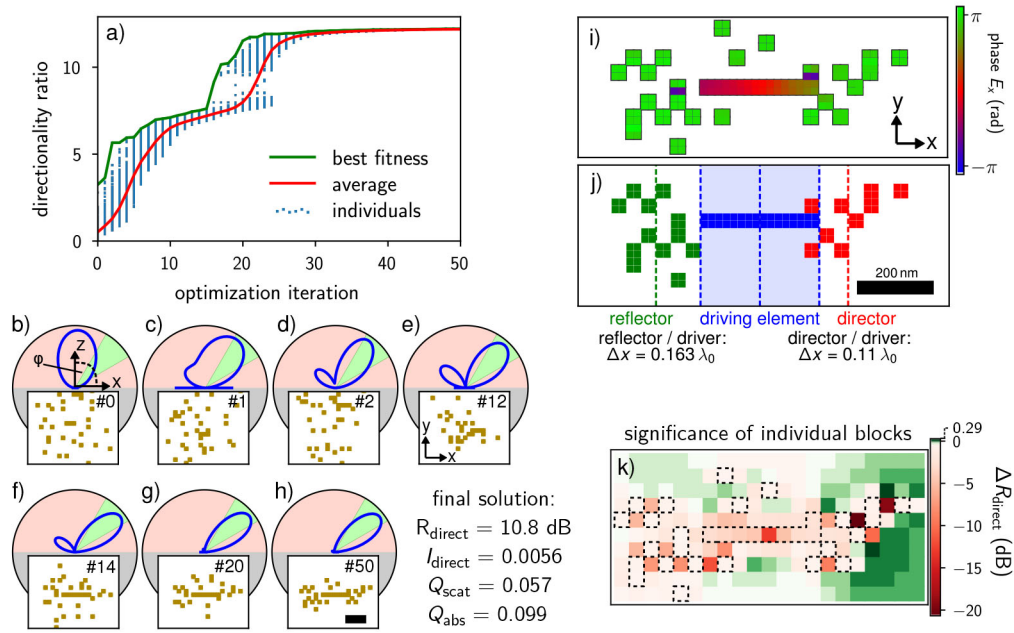 a)
directionality ratio
0
5
10
0
10
20
30
40
50
optimization iteration
best fitness
average
individuals
b)
φ
z
x
#0
c)
#1
d)
#2
e)
#12
y
x
f)
#14
g)
#20
h)
#50
final solution:
R_direct = 10.8 dB
I_direct = 0.0056
Q_scat = 0.057
Q_abs = 0.099
i)
y
x
π
phase E_x (rad)
−π
j)
200 nm
reflector
driving element
director
reflector / driver:
Δx = 0.163 λ₀
director / driver:
Δx = 0.11 λ₀
significance of individual blocks
k)
0.29
0
−5
−10
−15
−20
ΔR_direct (dB)